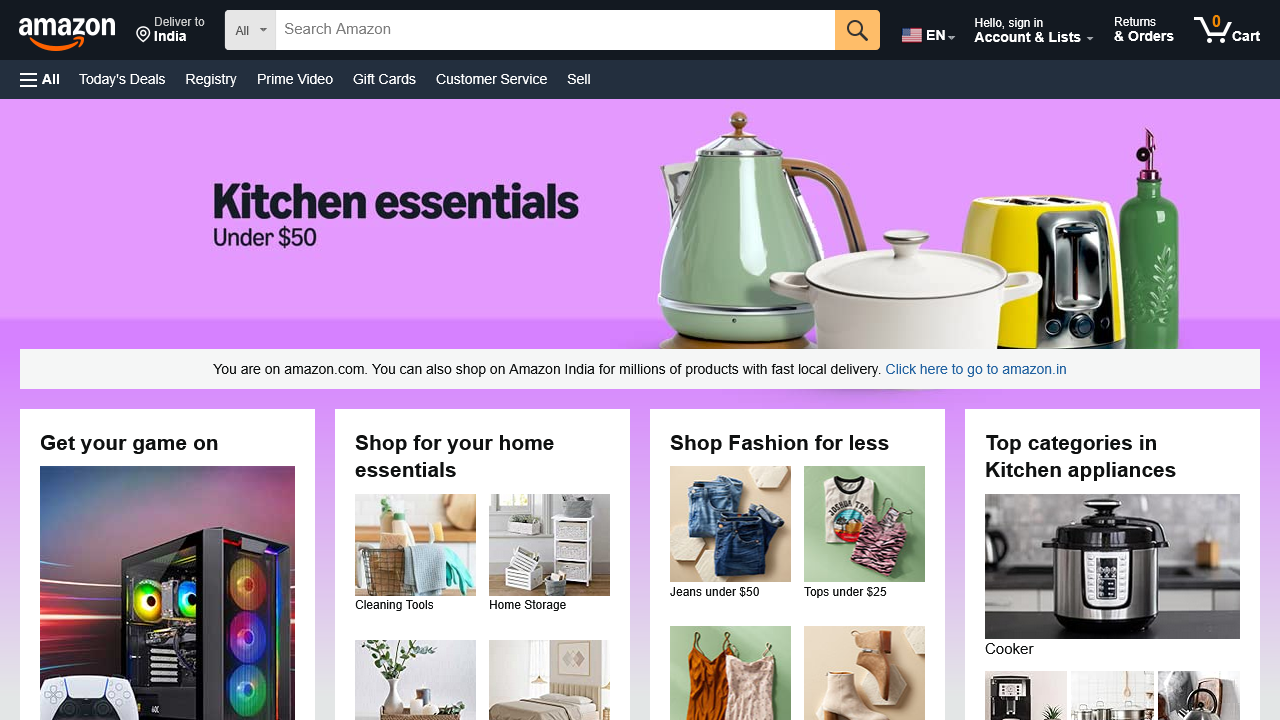 amazon
Deliver to
India
All
Search Amazon
EN
Hello, sign in
Account & Lists
Returns
& Orders
0
Cart
All
Today's Deals
Registry
Prime Video
Gift Cards
Customer Service
Sell
Kitchen essentials
Under $50
You are on amazon.com. You can also shop on Amazon India for millions of products with fast local delivery. Click here to go to amazon.in
Get your game on
Shop for your home
essentials
Cleaning Tools
Home Storage
Shop Fashion for less
JOSHUA TREE
Jeans under $50
Tops under $25
Top categories in
Kitchen appliances
Cooker